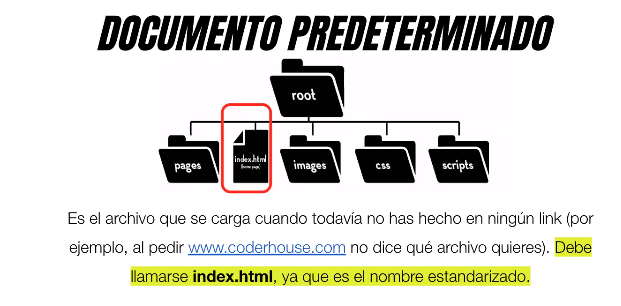 DOCUMENTO PREDETERMINADO
root
pages
index.html
(home page)
images
css
scripts
Es el archivo que se carga cuando todavía no has hecho en ningún link (por
ejemplo, al pedir www.coderhouse.com no dice qué archivo quieres). Debe
llamarse index.html, ya que es el nombre estandarizado.